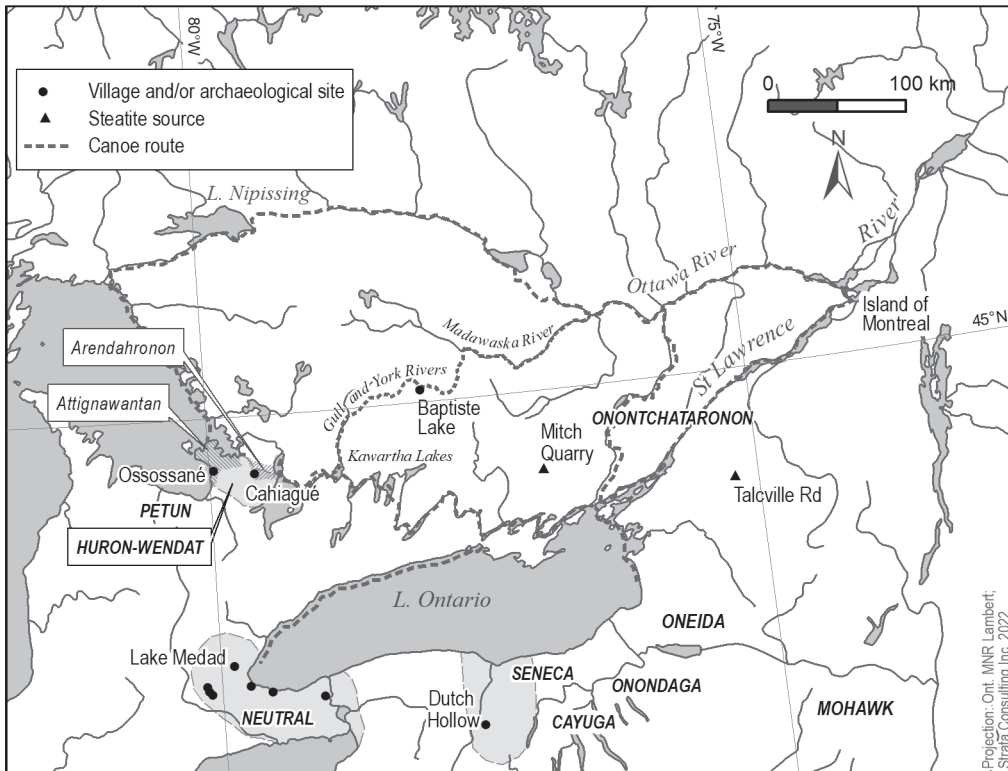 80°W
75°W
Village and/or archaeological site
Steatite source
Canoe route
0
100 km
N
L. Nipissing
River
Ottawa River
Island of
Montreal
45°N
Arendahronon
Madawaska River
St Lawrence
Attignawantan
Gull and York Rivers
Baptiste
Lake
ONONTCHATARONON
Mitch
Quarry
Kawartha Lakes
Ossossané
Cahiagué
Talcville Rd
PETUN
HURON-WENDAT
L. Ontario
ONEIDA
Lake Medad
SENECA
ONONDAGA
Dutch
Hollow
NEUTRAL
CAYUGA
MOHAWK
Projection: Ont. MNR Lambert;
Strata Consulting Inc. 2022